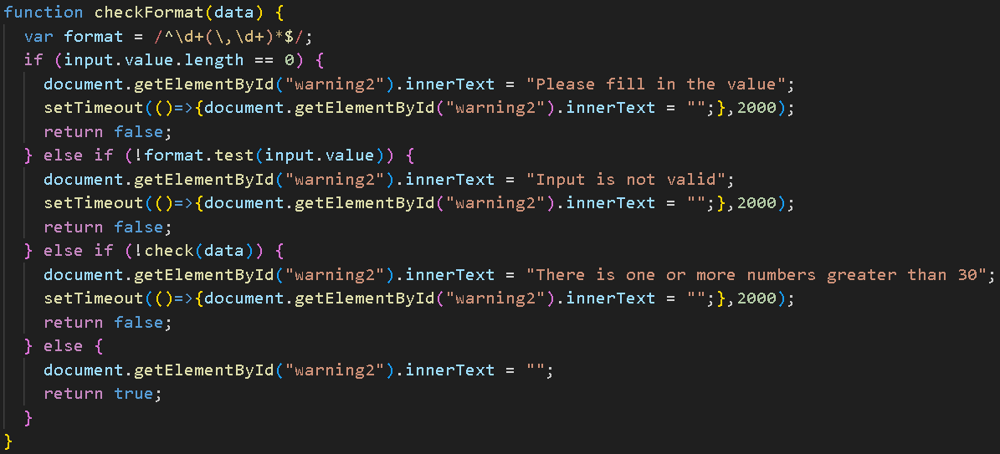 function checkFormat(data) {
  var format = /^\d+(\,\d+)*$/;
  if (input.value.length == 0) {
    document.getElementById("warning2").innerText = "Please fill in the value";
    setTimeout(()=>{document.getElementById("warning2").innerText = "";},2000);
    return false;
  } else if (!format.test(input.value)) {
    document.getElementById("warning2").innerText = "Input is not valid";
    setTimeout(()=>{document.getElementById("warning2").innerText = "";},2000);
    return false;
  } else if (!check(data)) {
    document.getElementById("warning2").innerText = "There is one or more numbers greater than 30";
    setTimeout(()=>{document.getElementById("warning2").innerText = "";},2000);
    return false;
  } else {
    document.getElementById("warning2").innerText = "";
    return true;
  }
}